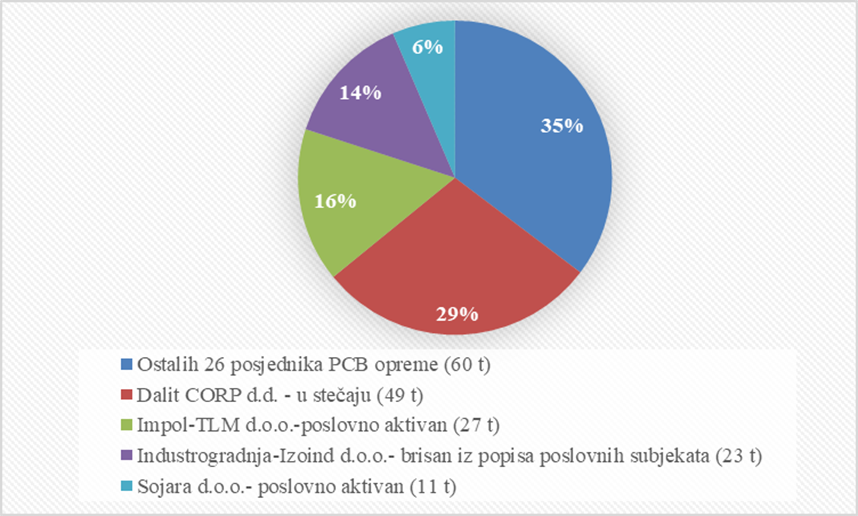 6%
14%
35%
16%
29%
Ostalih 26 posjednika PCB opreme (60 t)
Dalit CORP d.d. - u stečaju (49 t)
Impol-TLM d.o.o.-poslovno aktivan (27 t)
Industrogradnja-Izoind d.o.o.- brisan iz popisa poslovnih subjekata (23 t)
Sojara d.o.o.- poslovno aktivan (11 t)